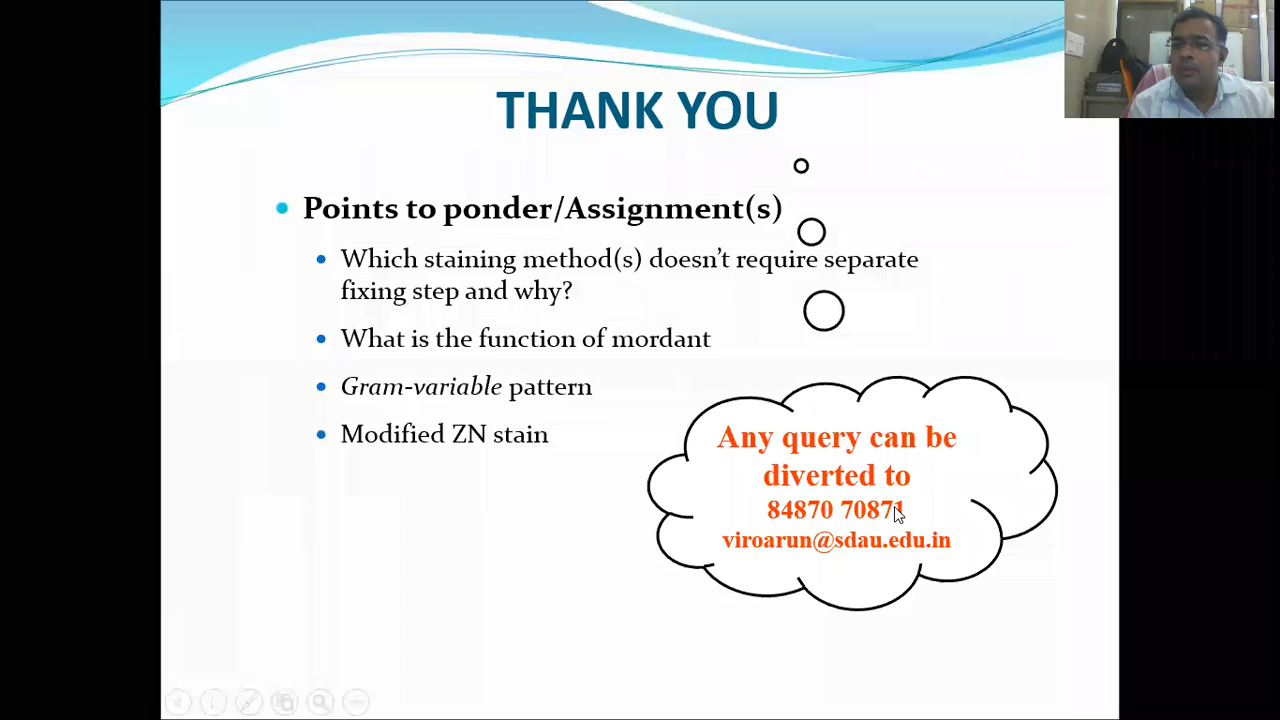 THANK YOU
Points to ponder/Assignment(s)
Which staining method(s) doesn't require separate
fixing step and why?
What is the function of mordant
Gram-variable pattern
Modified ZN stain
Any query can be
diverted to
84870 70871
viroarun@sdau.edu.in